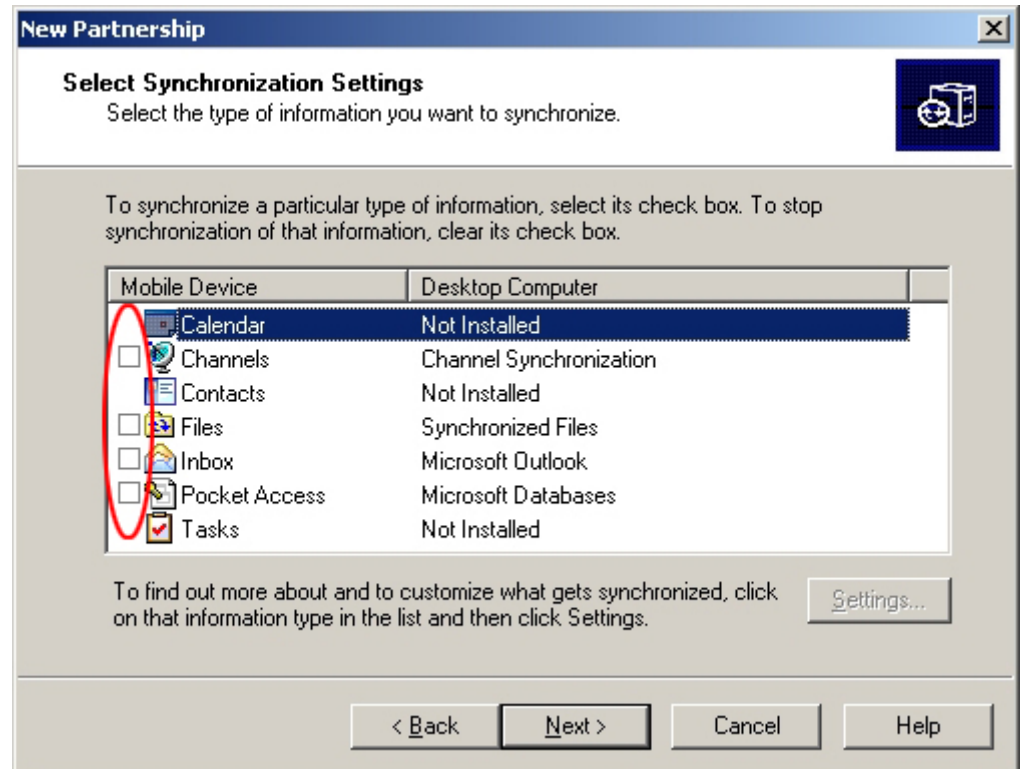 New Partnership
Select Synchronization Settings
Select the type of information you want to synchronize.
To synchronize a particular type of information, select its check box. To stop
synchronization of that information, clear its check box.
Mobile Device Desktop Computer
Calendar Not Installed
Channels Channel Synchronization
Contacts Not Installed
Files Synchronized Files
Inbox Microsoft Outlook
Pocket Access Microsoft Databases
Tasks Not Installed
To find out more about and to customize what gets synchronized, click
on that information type in the list and then click Settings.
Settings...
< Back Next > Cancel Help